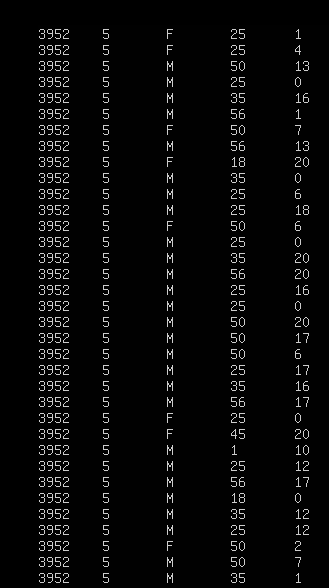 3952 5 F 25 1
3952 5 F 25 4
3952 5 M 50 13
3952 5 M 25 0
3952 5 M 35 16
3952 5 M 56 1
3952 5 F 50 7
3952 5 M 56 13
3952 5 F 18 20
3952 5 M 35 0
3952 5 M 25 6
3952 5 M 25 18
3952 5 F 50 6
3952 5 M 25 0
3952 5 M 35 20
3952 5 M 56 20
3952 5 M 25 16
3952 5 M 25 0
3952 5 M 50 20
3952 5 M 50 17
3952 5 M 50 6
3952 5 M 25 17
3952 5 M 35 16
3952 5 M 56 17
3952 5 F 25 0
3952 5 F 45 20
3952 5 M 1 10
3952 5 M 25 12
3952 5 M 56 17
3952 5 M 18 0
3952 5 M 35 12
3952 5 M 25 12
3952 5 F 50 2
3952 5 M 50 7
3952 5 M 35 1